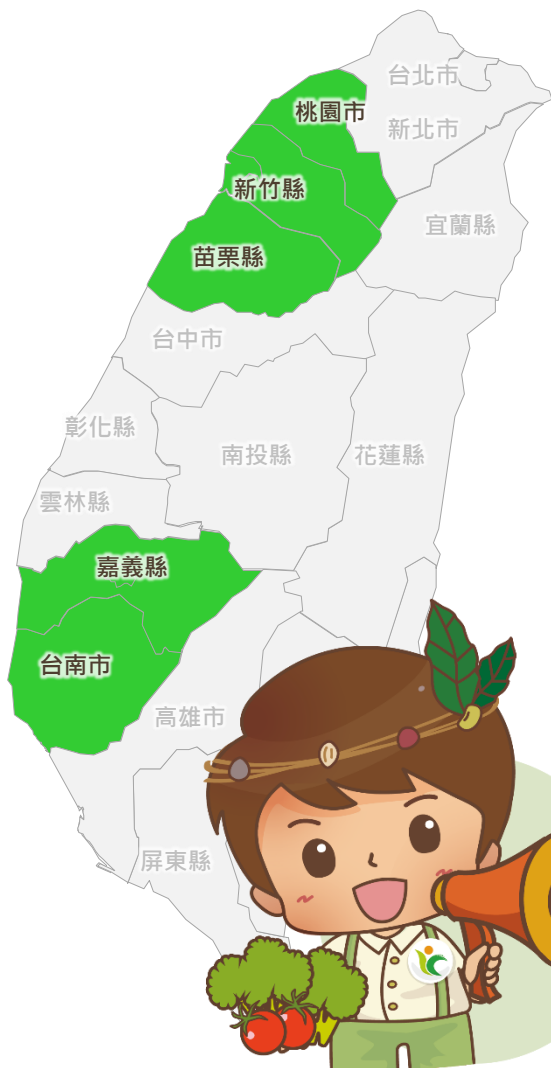 台北市
桃園市
新北市
新竹縣
宜蘭縣
苗栗縣
台中市
彰化縣
南投縣
花蓮縣
雲林縣
嘉義縣
台南市
高雄市
屏東縣